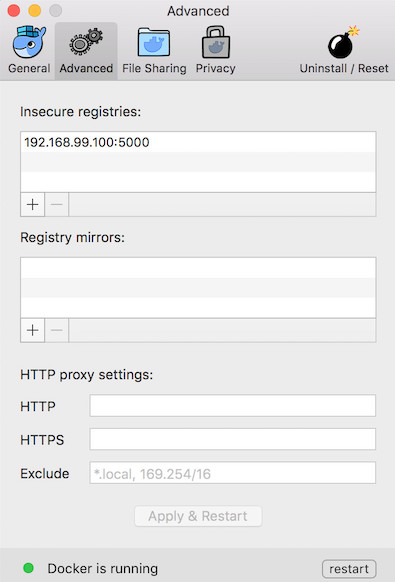 Advanced
General Advanced File Sharing Privacy Uninstall / Reset
Insecure registries:
192.168.99.100:5000
Registry mirrors:
HTTP proxy settings:
HTTP
HTTPS
Exclude *.local, 169.254/16
Apply & Restart
Docker is running restart